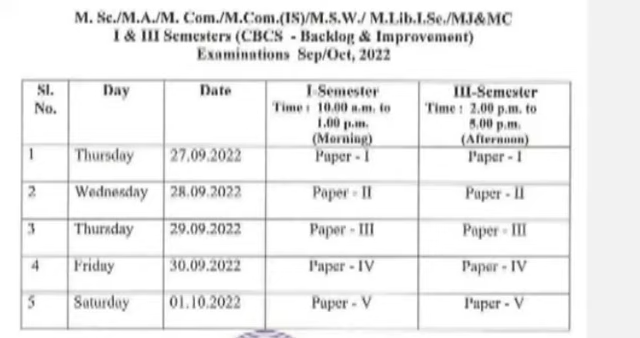 M. Sc./M.A./M. Com./M.Com.(IS)/M.S.W./ M.Lib.I.Sc./MJ&MC
I & III Semesters (CBCS - Backlog & Improvement)
Examinations Sep/Oct, 2022
Sl. No. Day Date I-Semester Time : 10.00 a.m. to 1.00 p.m. (Morning) III-Semester Time : 2.00 p.m. to 5.00 p.m. (Afternoon)
1 Thursday 27.09.2022 Paper - I Paper - I
2 Wednesday 28.09.2022 Paper - II Paper - II
3 Thursday 29.09.2022 Paper - III Paper - III
4 Friday 30.09.2022 Paper - IV Paper - IV
5 Saturday 01.10.2022 Paper - V Paper - V